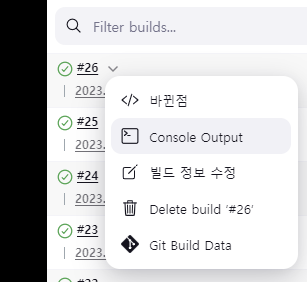 Filter builds...
#26
2023.
바뀐점
#25
Console Output
2023.
#24
빌드 정보 수정
2023.
Delete build '#26'
#23
Git Build Data
2023.